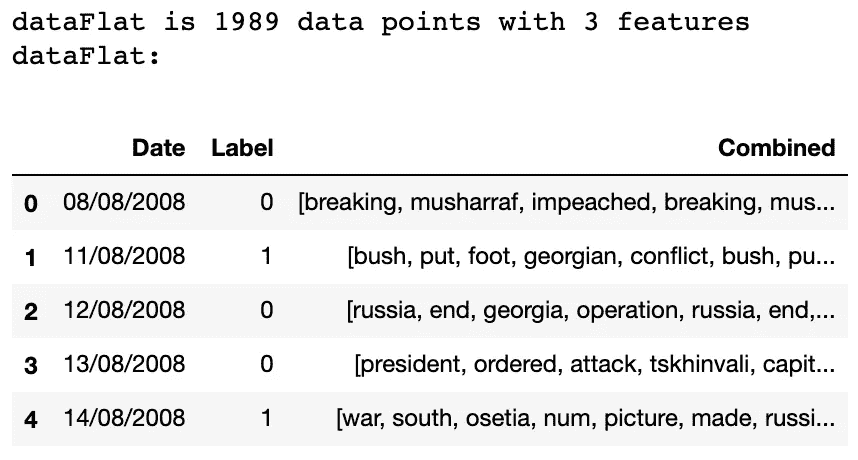 dataFlat is 1989 data points with 3 features
dataFlat:
Date Label Combined
0 08/08/2008 0 [breaking, musharraf, impeached, breaking, mus...
1 11/08/2008 1 [bush, put, foot, georgian, conflict, bush, pu...
2 12/08/2008 0 [russia, end, georgia, operation, russia, end,...
3 13/08/2008 0 [president, ordered, attack, tskhinvali, capit...
4 14/08/2008 1 [war, south, osetia, num, picture, made, russi...